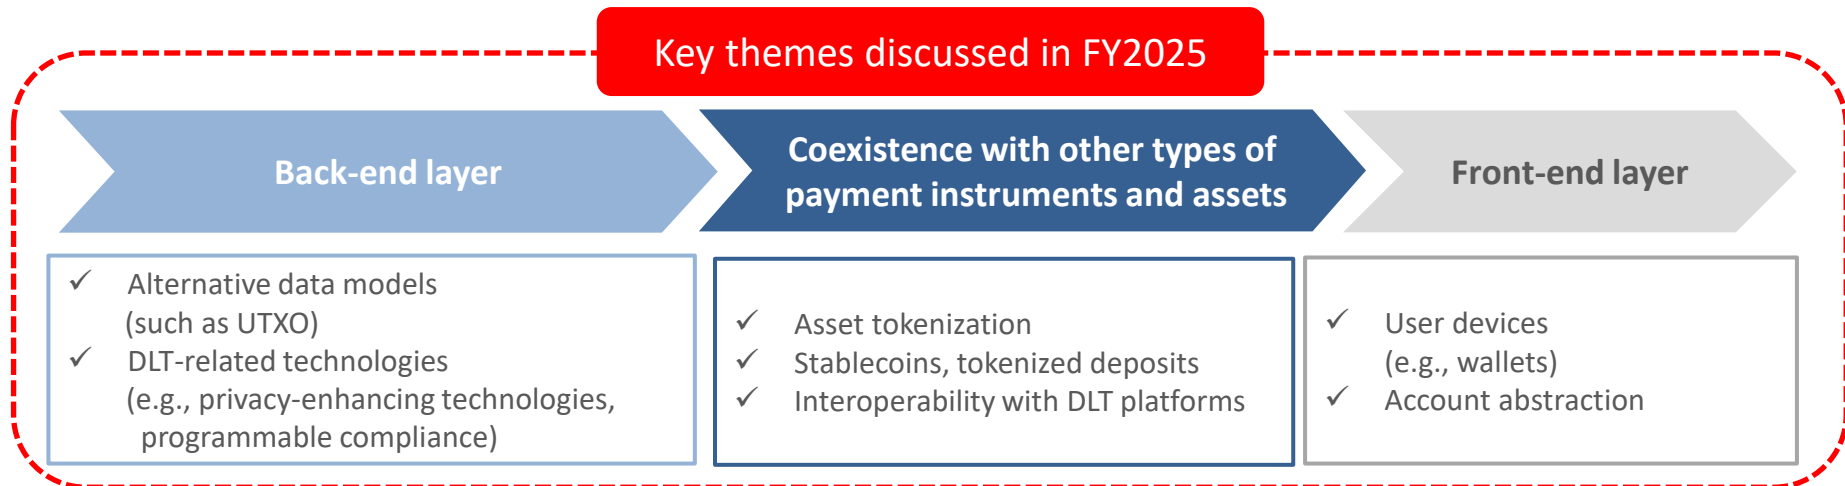 Key themes discussed in FY2025
Back-end layer
Coexistence with other types of
payment instruments and assets
Front-end layer
✓ Alternative data models
(such as UTXO)
✓ DLT-related technologies
(e.g., privacy-enhancing technologies,
programmable compliance)
✓ Asset tokenization
✓ Stablecoins, tokenized deposits
✓ Interoperability with DLT platforms
✓ User devices
(e.g., wallets)
✓ Account abstraction